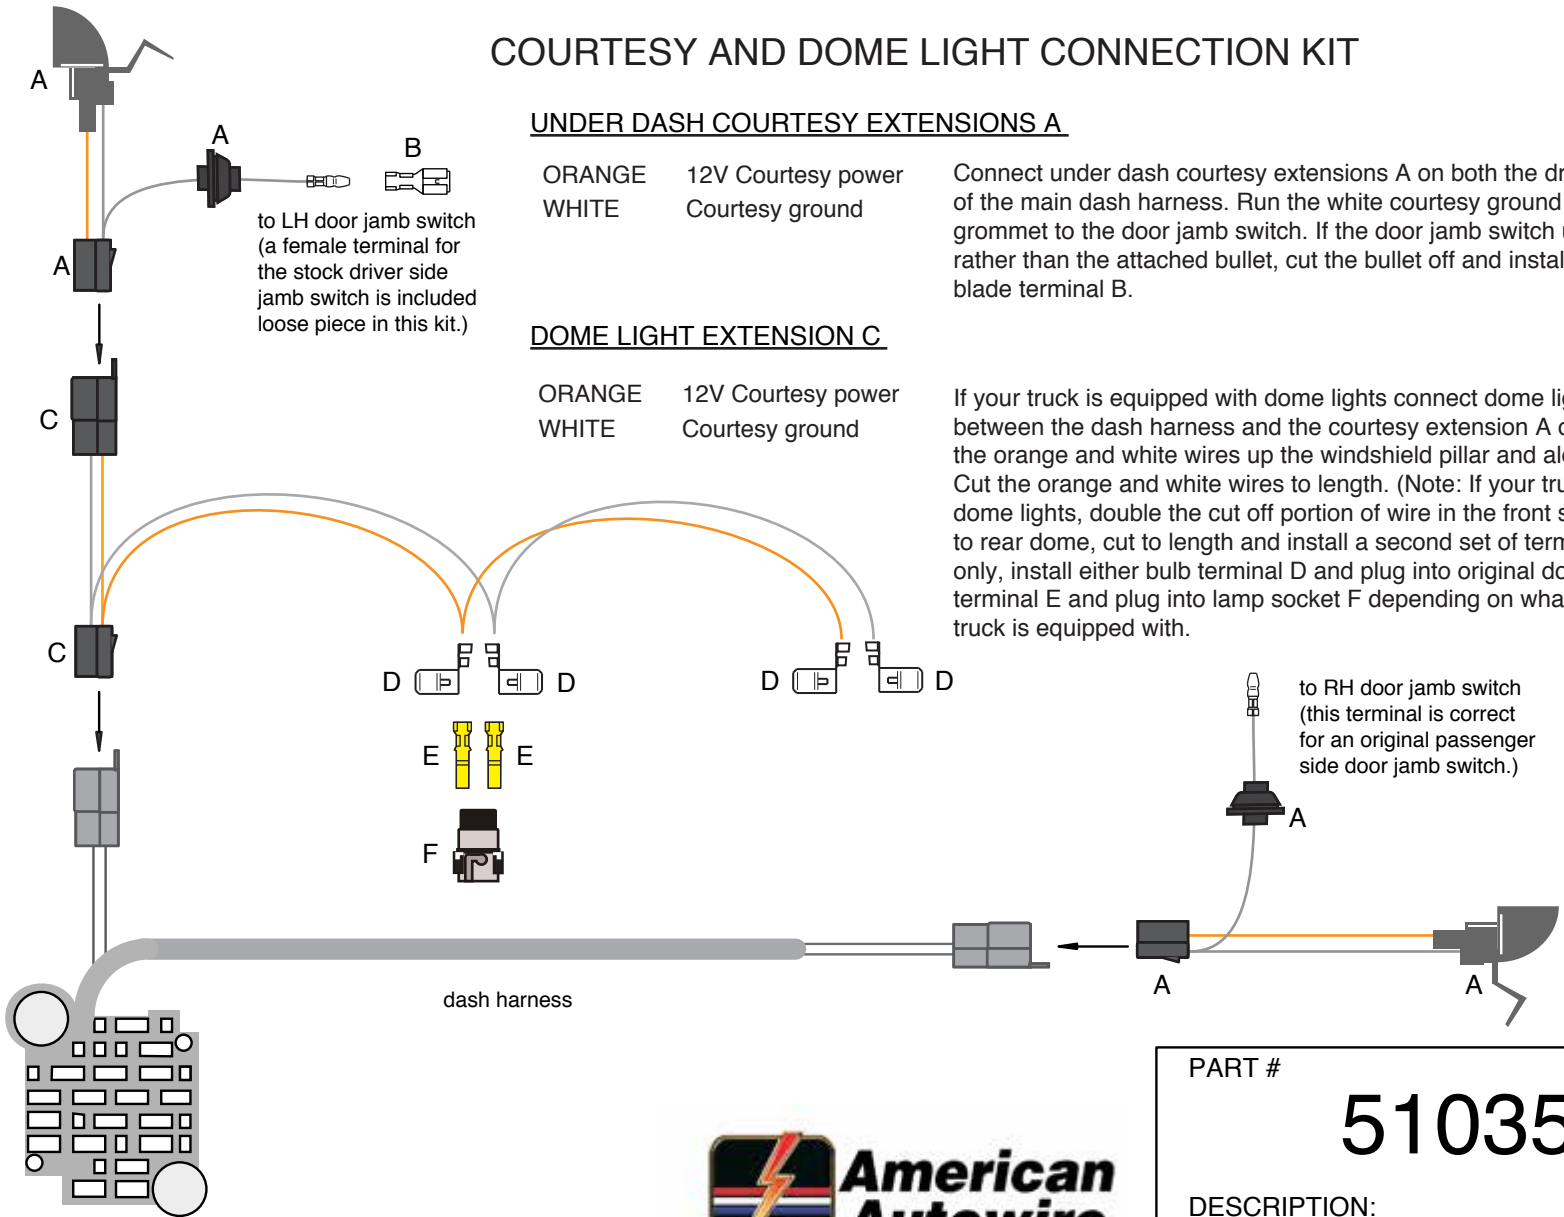 COURTESY AND DOME LIGHT CONNECTION KIT
A
A
B
to LH door jamb switch
(a female terminal for
the stock driver side
jamb switch is included
loose piece in this kit.)
A
UNDER DASH COURTESY EXTENSIONS A
ORANGE 12V Courtesy power
WHITE Courtesy ground
Connect under dash courtesy extensions A on both the
of the main dash harness. Run the white courtesy ground
grommet to the door jamb switch. If the door jamb switch
rather than the attached bullet, cut the bullet off and install
blade terminal B.
DOME LIGHT EXTENSION C
ORANGE 12V Courtesy power
WHITE Courtesy ground
If your truck is equipped with dome lights connect dome
between the dash harness and the courtesy extension A
the orange and white wires up the windshield pillar and
Cut the orange and white wires to length. (Note: If your
dome lights, double the cut off portion of wire in the front
to rear dome, cut to length and install a second set of
only, install either bulb terminal D and plug into original
terminal E and plug into lamp socket F depending on
truck is equipped with.
C
C
D
D
D
D
E
E
F
to RH door jamb switch
(this terminal is correct
for an original passenger
side door jamb switch.)
A
A
A
dash harness
American
Autowire
PART #
51035
DESCRIPTION: